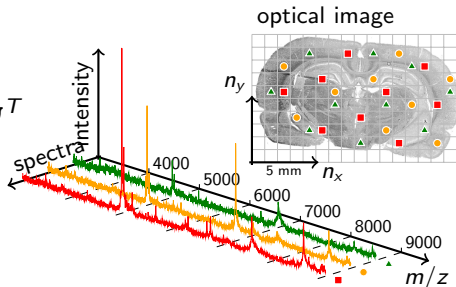 optical image
n_y
n_x
5 mm
T
intensity
spectra
4000
5000
6000
7000
8000
9000
m/z